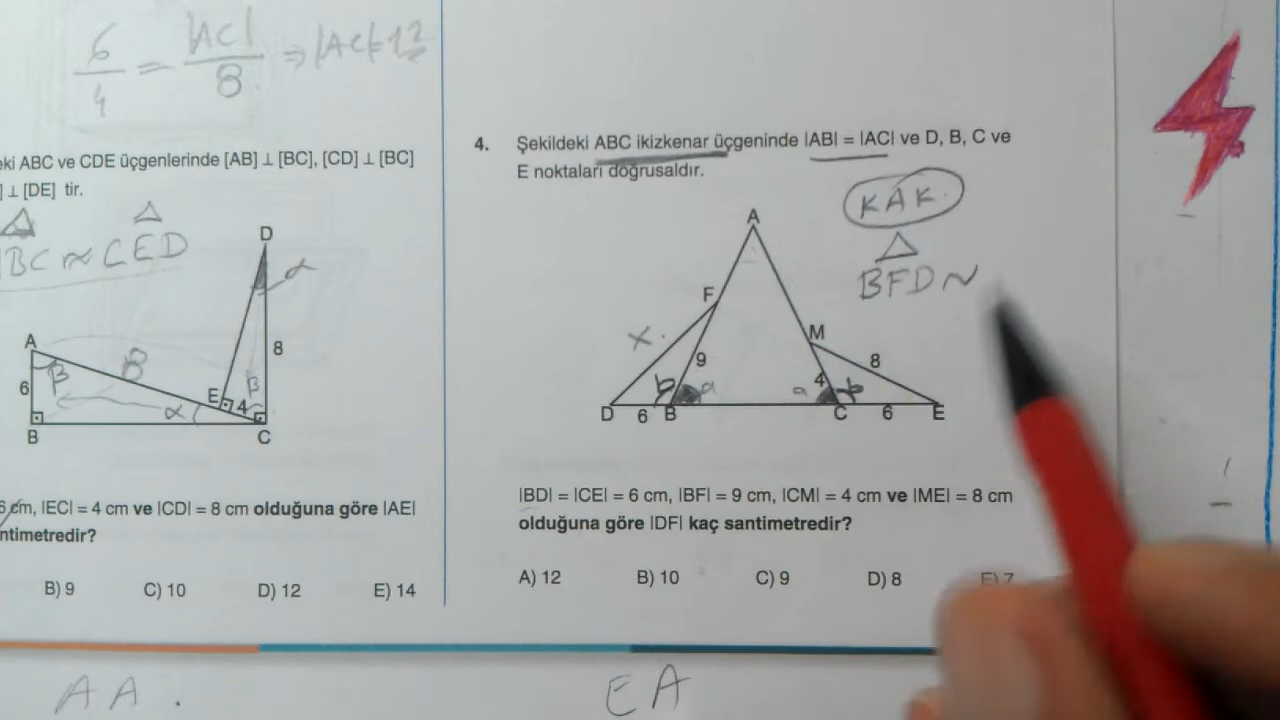 6/4 = |AC|/8 ⇒ |AC|=12
eki ABC ve CDE üçgenlerinde [AB] ⊥ [BC], [CD] ⊥ [BC]
] ⊥ [DE] tir.
BC ≈ CED
D
α
8
A
β
B
6
E
β
4
α
B
C
6 cm, |EC| = 4 cm ve |CD| = 8 cm olduğuna göre |AE|
ntimetredir?
B) 9 C) 10 D) 12 E) 14
4. Şekildeki ABC ikizkenar üçgeninde |AB| = |AC| ve D, B, C ve
E noktaları doğrusaldır.
KAK.
BFD ~
A
F
x
M
9
8
4
b a
a b
D 6 B C 6 E
|BD| = |CE| = 6 cm, |BF| = 9 cm, |CM| = 4 cm ve |ME| = 8 cm
olduğuna göre |DF| kaç santimetredir?
A) 12 B) 10 C) 9 D) 8 E) 7
AA.
EA